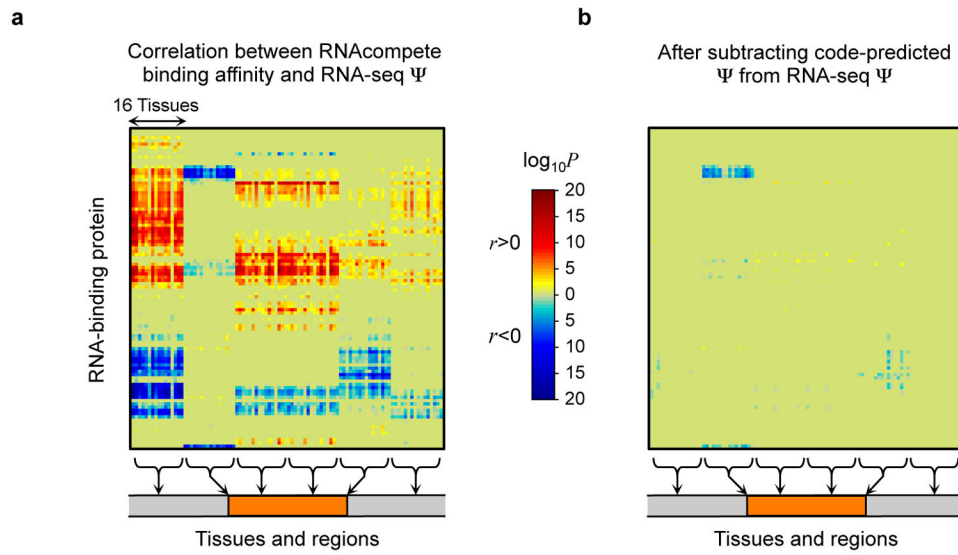 a
Correlation between RNAcompete
binding affinity and RNA-seq Ψ
16 Tissues
RNA-binding protein
Tissues and regions
log10P
r>0
r<0
20
15
10
5
0
5
10
15
20
b
After subtracting code-predicted
Ψ from RNA-seq Ψ
Tissues and regions